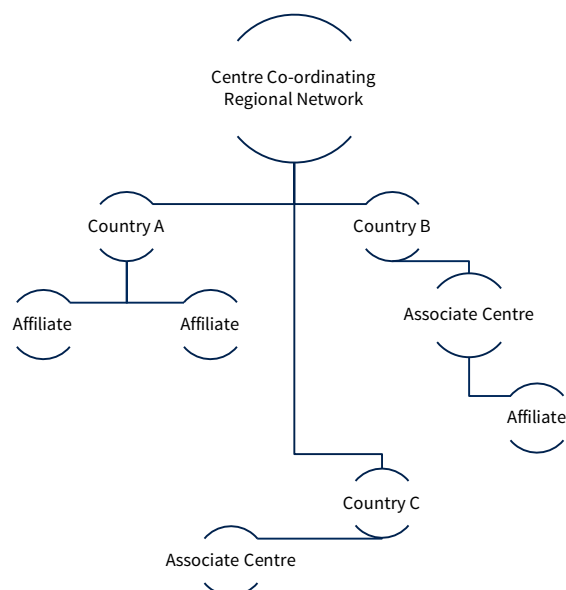 Centre Co-ordinating
Regional Network
Country A
Country B
Associate Centre
Affiliate
Affiliate
Affiliate
Country C
Associate Centre